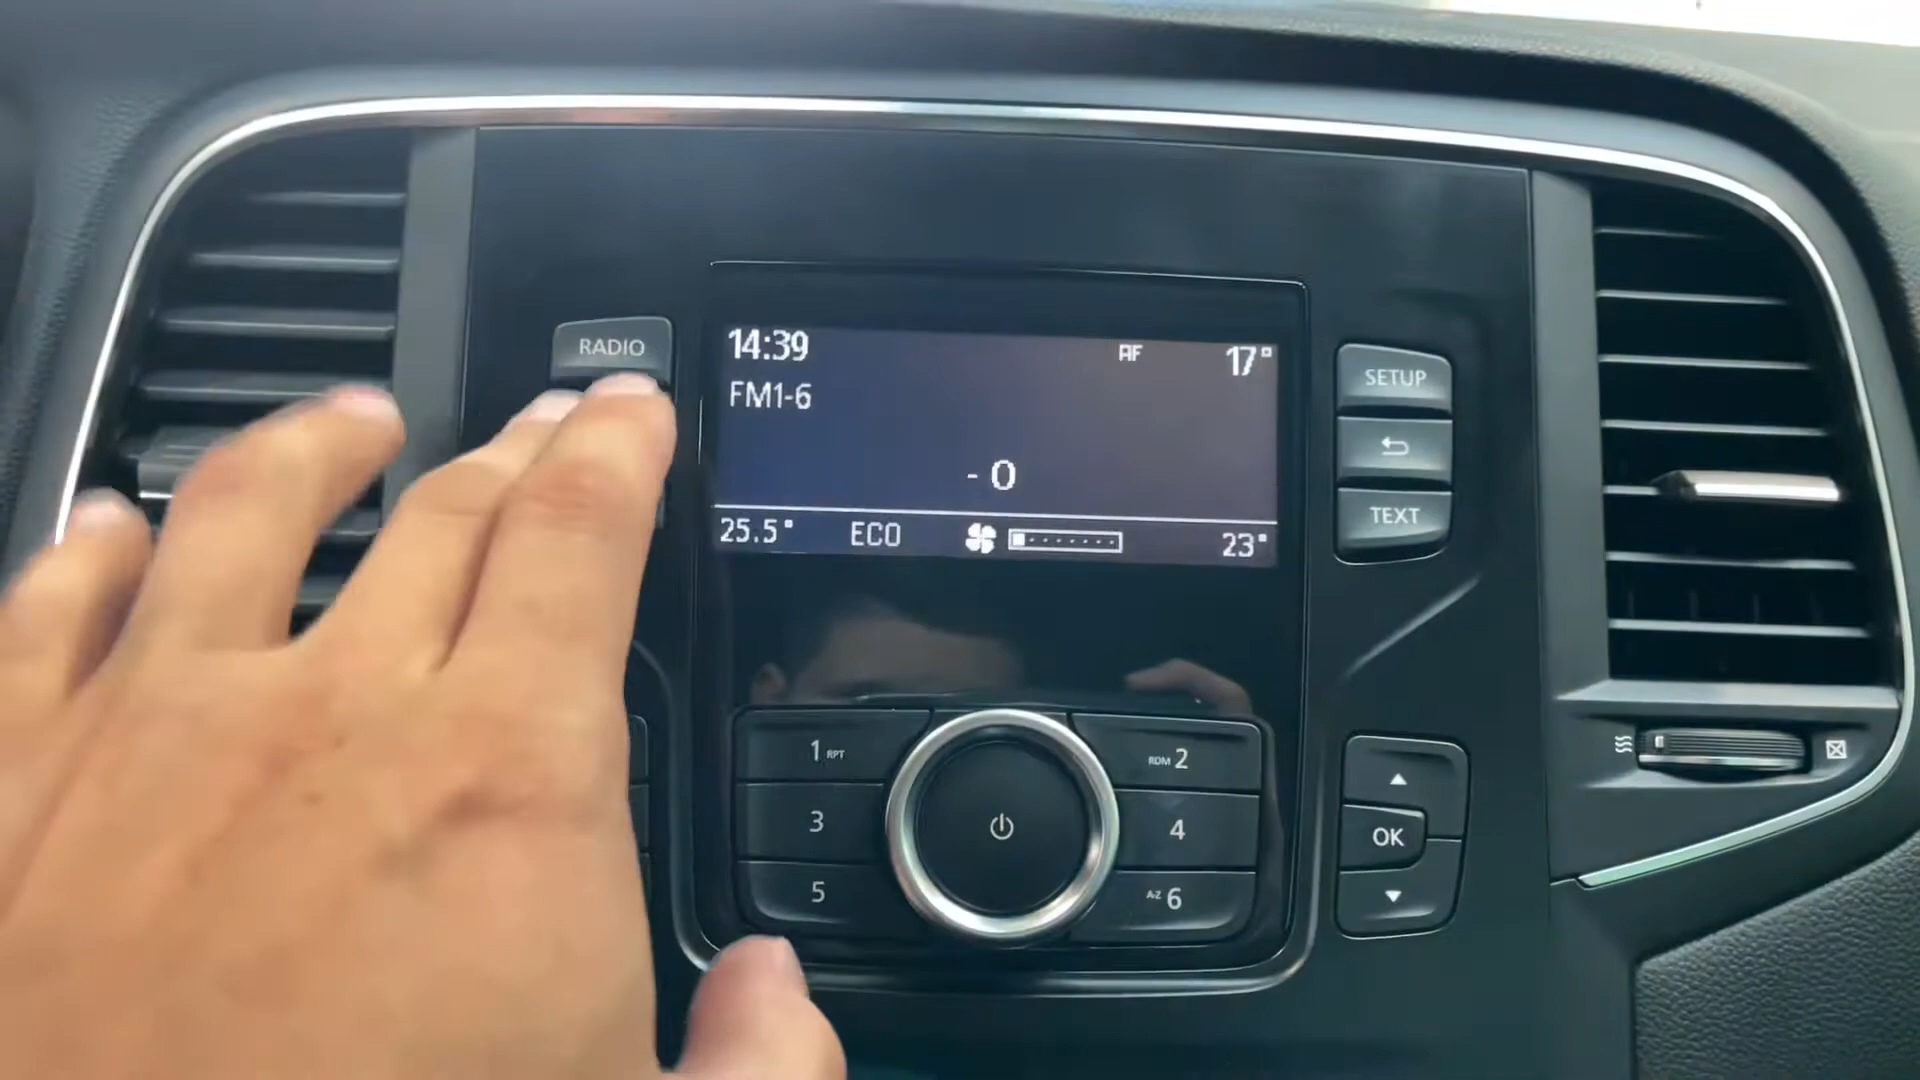 RADIO
14:39 AF 17°
FM1-6
- 0
25.5° ECO 23°
SETUP
TEXT
1 RPT
RDM 2
3
4
5
A-Z 6
OK